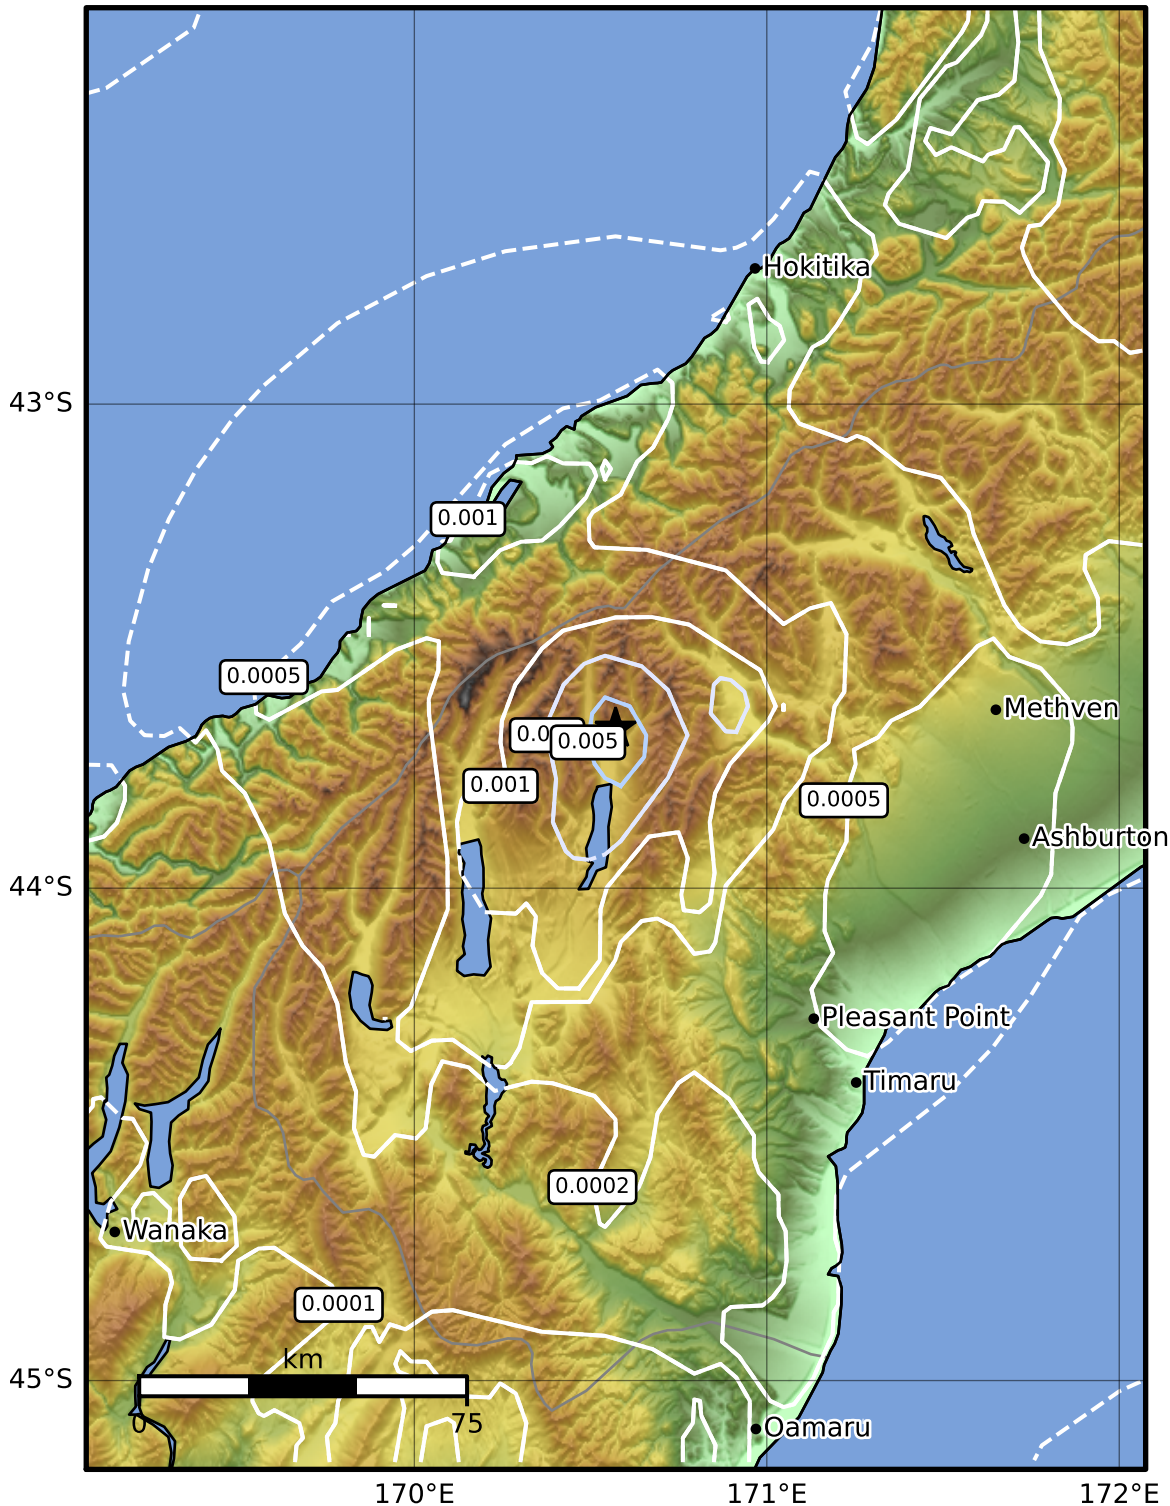 Hokitika
43°S
0.001
0.0005
Methven
0.005
0.001
0.0005
Ashburton
44°S
Pleasant Point
Timaru
0.0002
Wanaka
0.0001
km
45°S
0 75
Oamaru
170°E 171°E 172°E